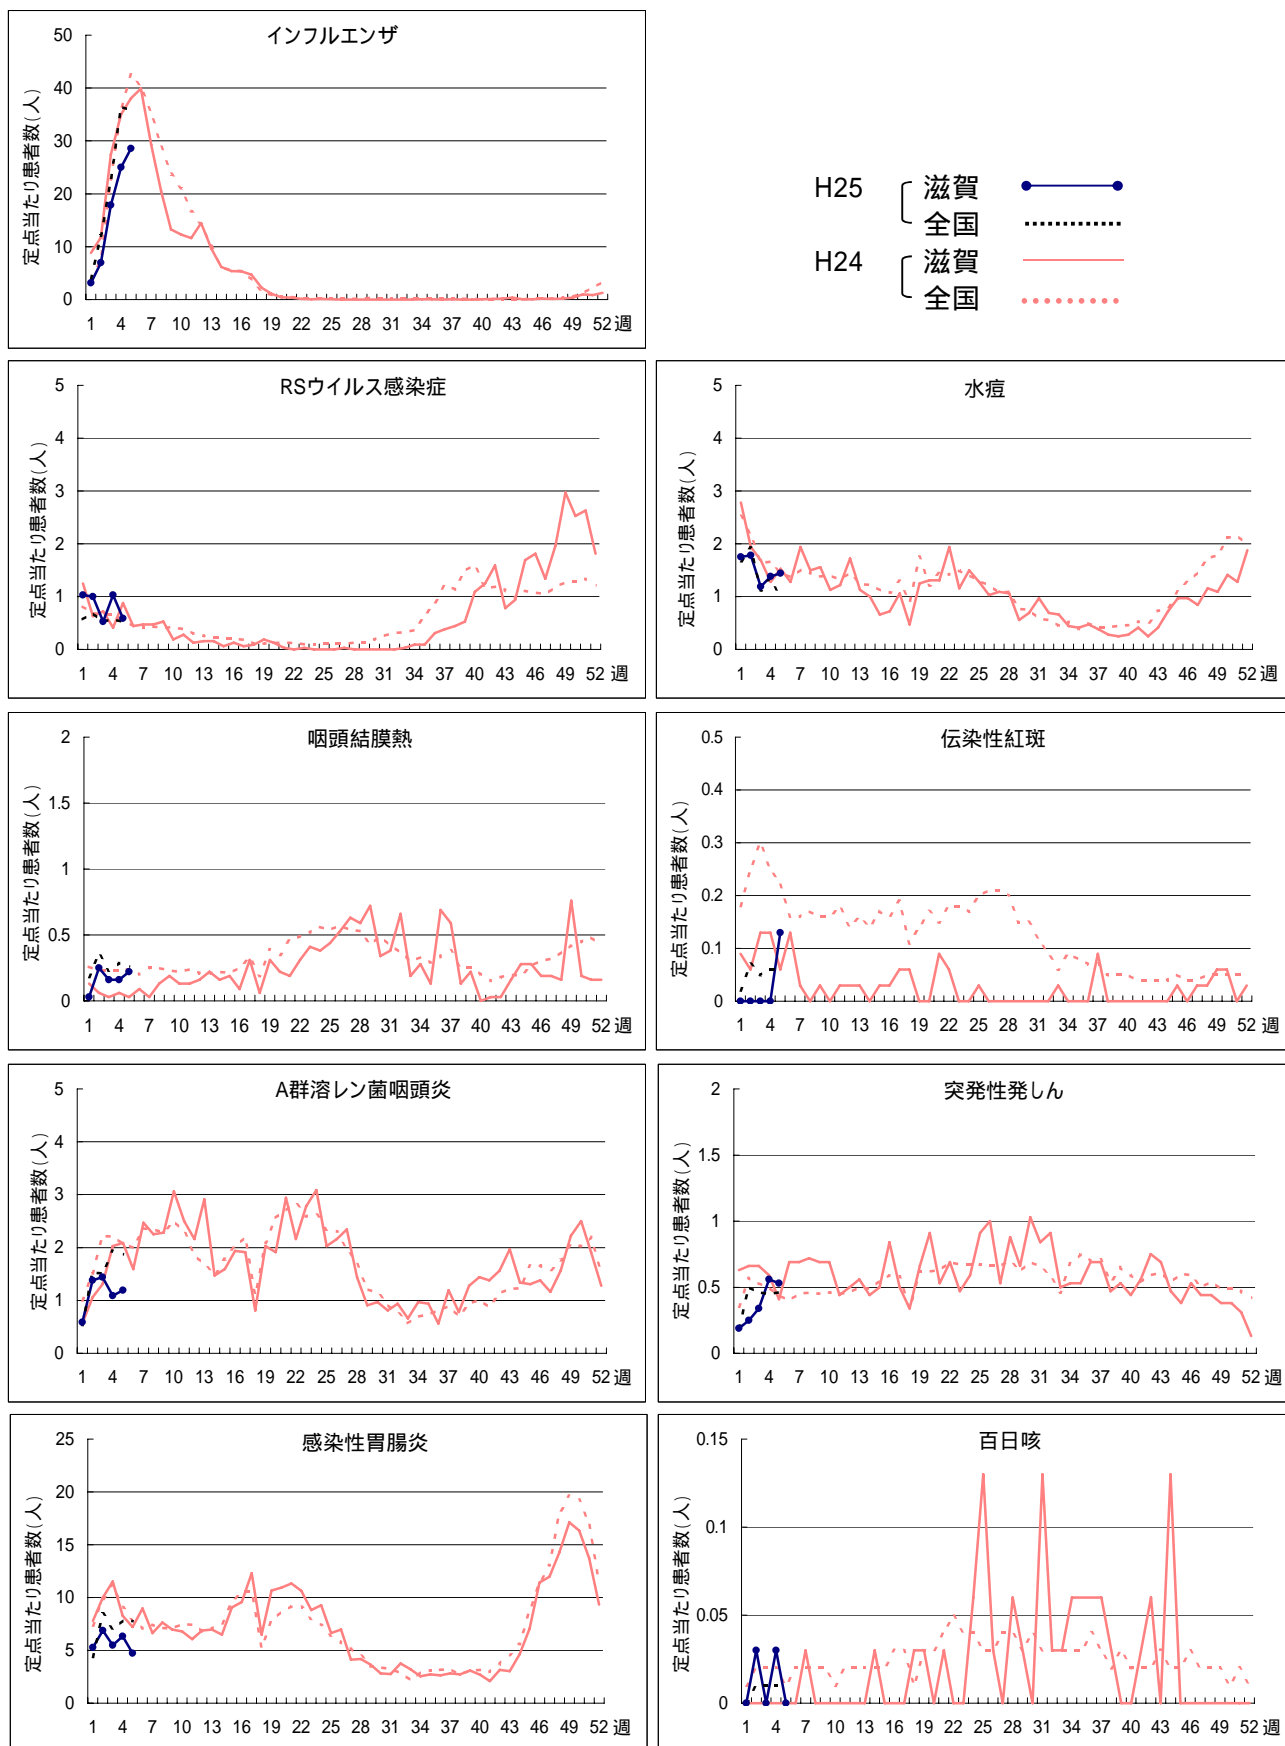 インフルエンザ
定点当たり患者数(人)
50
40
30
20
10
0
1 4 7 10 13 16 19 22 25 28 31 34 37 40 43 46 49 52 週
H25 滋賀
全国
H24 滋賀
全国
RSウイルス感染症
定点当たり患者数(人)
5
4
3
2
1
0
1 4 7 10 13 16 19 22 25 28 31 34 37 40 43 46 49 52 週
水痘
定点当たり患者数(人)
5
4
3
2
1
0
1 4 7 10 13 16 19 22 25 28 31 34 37 40 43 46 49 52 週
咽頭結膜熱
定点当たり患者数(人)
2
1.5
1
0.5
0
1 4 7 10 13 16 19 22 25 28 31 34 37 40 43 46 49 52 週
伝染性紅斑
定点当たり患者数(人)
0.5
0.4
0.3
0.2
0.1
0
1 4 7 10 13 16 19 22 25 28 31 34 37 40 43 46 49 52 週
A群溶レン菌咽頭炎
定点当たり患者数(人)
5
4
3
2
1
0
1 4 7 10 13 16 19 22 25 28 31 34 37 40 43 46 49 52 週
突発性発しん
定点当たり患者数(人)
2
1.5
1
0.5
0
1 4 7 10 13 16 19 22 25 28 31 34 37 40 43 46 49 52 週
感染性胃腸炎
定点当たり患者数(人)
25
20
15
10
5
0
1 4 7 10 13 16 19 22 25 28 31 34 37 40 43 46 49 52 週
百日咳
定点当たり患者数(人)
0.15
0.1
0.05
0
1 4 7 10 13 16 19 22 25 28 31 34 37 40 43 46 49 52 週